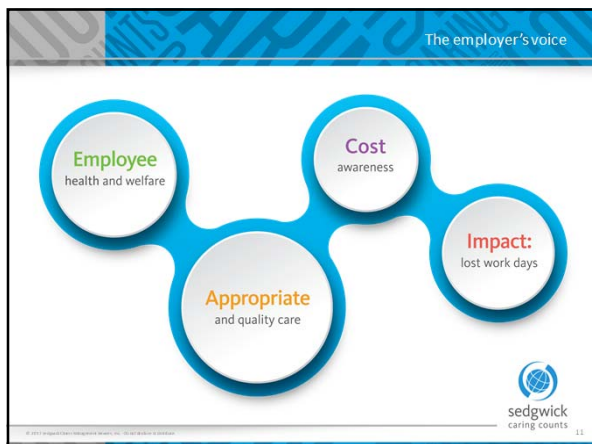 The employer's voice
Employee
health and welfare
Cost
awareness
Impact:
lost work days
Appropriate
and quality care
sedgwick
caring counts
11